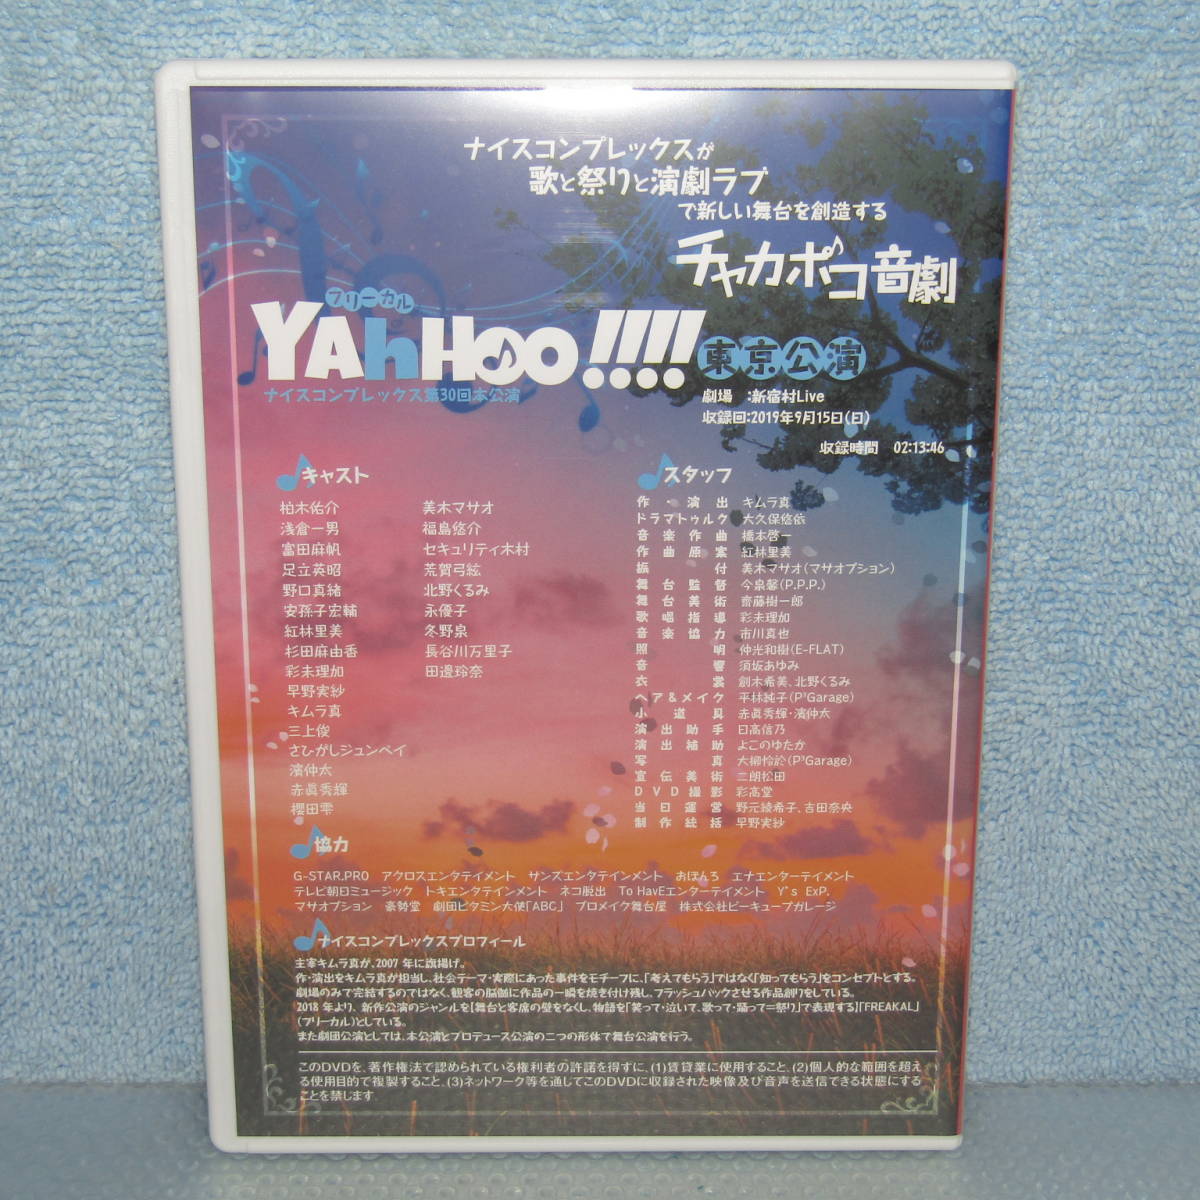 ナイスコンプレックスが
歌と祭りと演劇ラブ
で新しい舞台を創造する
チャカポコ音劇
フリーカル
YAhHOO!!!! 東京公演
ナイスコンプレックス第30回本公演
劇場 :新宿村Live
収録回:2019年9月15日(日)
収録時間 02:13:46
キャスト
柏木佑介 美木マサオ
浅倉一男 福島悠介
富田麻帆 セキュリティ木村
足立英昭 荒賀弓絃
野口真緒 北野くるみ
安孫子宏輔 永優子
紅林里美 冬野泉
杉田麻由香 長谷川万里子
彩未理加 田邊玲奈
早野実紗
キムラ真
三上俊
さひがしジュンペイ
濱仲太
赤眞秀輝
櫻田雫
スタッフ
作・演出 キムラ真
ドラマトゥルク 大久保悠依
音楽作曲 橋本啓一
作曲原案 紅林里美
振付 美木マサオ(マサオプション)
舞台監督 今泉馨(P.P.P.)
舞台美術 齋藤樹一郎
歌唱指導 彩未理加
音楽協力 市川真也
照明 仲光和樹(E-FLAT)
音響 須坂あゆみ
衣裳 創木希美、北野くるみ
ヘア&メイク 平林純子(P³Garage)
小道具 赤眞秀輝・濱仲太
演出助手 日高信乃
演出補助 よこのゆたか
写真 大柳怜於(P³Garage)
宣伝美術 二朗松田
DVD撮影 彩高堂
当日運営 野元綾希子、吉田奈央
制作統括 早野実紗
協力
G-STAR.PRO アクロスエンタテイメント サンズエンタテインメント おぼんろ エナエンターテイメント
テレビ朝日ミュージック トキエンタテインメント ネコ脱出 To HavEエンターテイメント Y's ExP.
マサオプション 豪勢堂 劇団ビタミン大使「ABC」 プロメイク舞台屋 株式会社ピーキューブガレージ
ナイスコンプレックスプロフィール
主宰キムラ真が、2007 年に旗揚げ。
作・演出をキムラ真が担当し、社会テーマ・実際にあった事件をモチーフに、「考えてもらう」ではなく「知ってもらう」をコンセプトとする。
劇場のみで完結するのではなく、観客の脳髄に作品の一瞬を焼き付け残し、フラッシュバックさせる作品創りをしている。
2018 年より、新作公演のジャンルを【舞台と客席の壁をなくし、物語を「笑って・泣いて、歌って・踊って=祭り」で表現する】「FREAKAL」
(フリーカル)としている。
また劇団公演としては、本公演とプロデュース公演の二つの形体で舞台公演を行う。
このDVDを、著作権法で認められている権利者の許諾を得ずに、(1)賃貸業に使用すること、(2)個人的な範囲を超え
る使用目的で複製すること、(3)ネットワーク等を通してこのDVDに収録された映像及び音声を送信できる状態にする
ことを禁します。